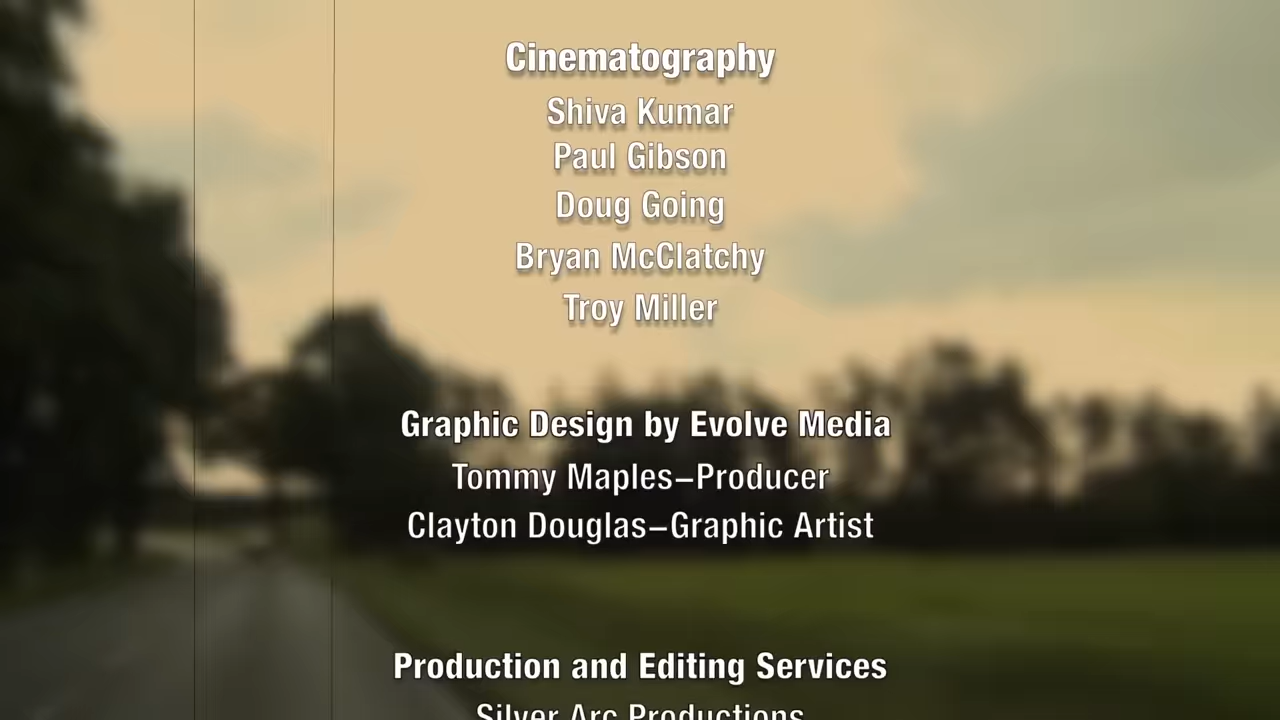 Cinematography
Shiva Kumar
Paul Gibson
Doug Going
Bryan McClatchy
Troy Miller
Graphic Design by Evolve Media
Tommy Maples–Producer
Clayton Douglas–Graphic Artist
Production and Editing Services
Silver Arc Productions